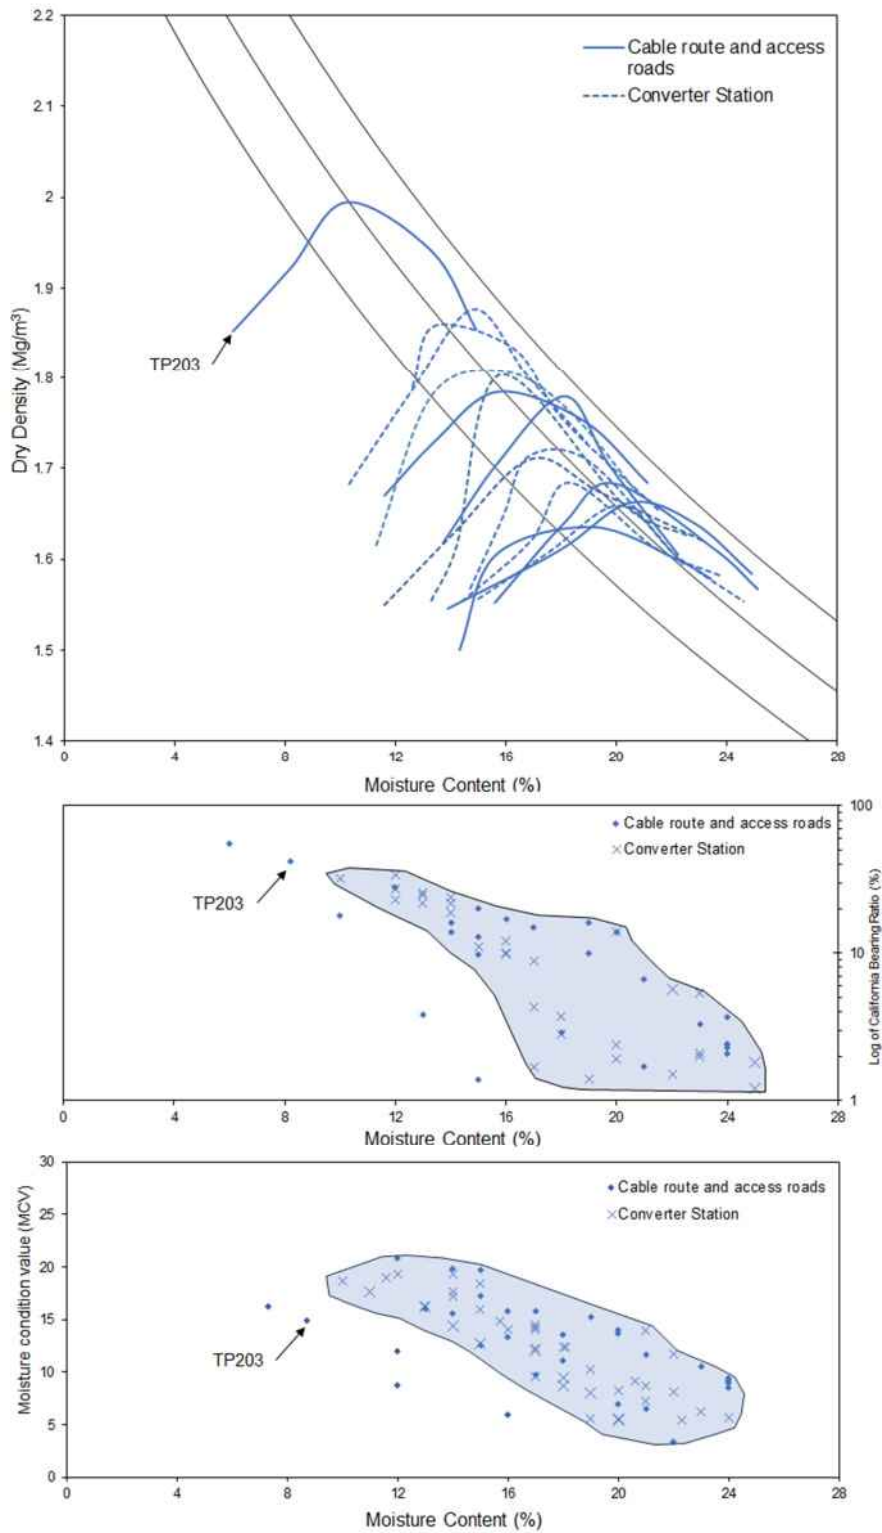 2.2
2.1
2
1.9
1.8
1.7
1.6
1.5
1.4
Dry Density (Mg/m³)
Cable route and access
roads
Converter Station
TP203
0 4 8 12 16 20 24 28
Moisture Content (%)
100
10
1
Log of California Bearing Ratio (%)
Cable route and access roads
Converter Station
TP203
0 4 8 12 16 20 24 28
Moisture Content (%)
30
25
20
15
10
5
0
Moisture condition value (MCV)
Cable route and access roads
Converter Station
TP203
0 4 8 12 16 20 24 28
Moisture Content (%)